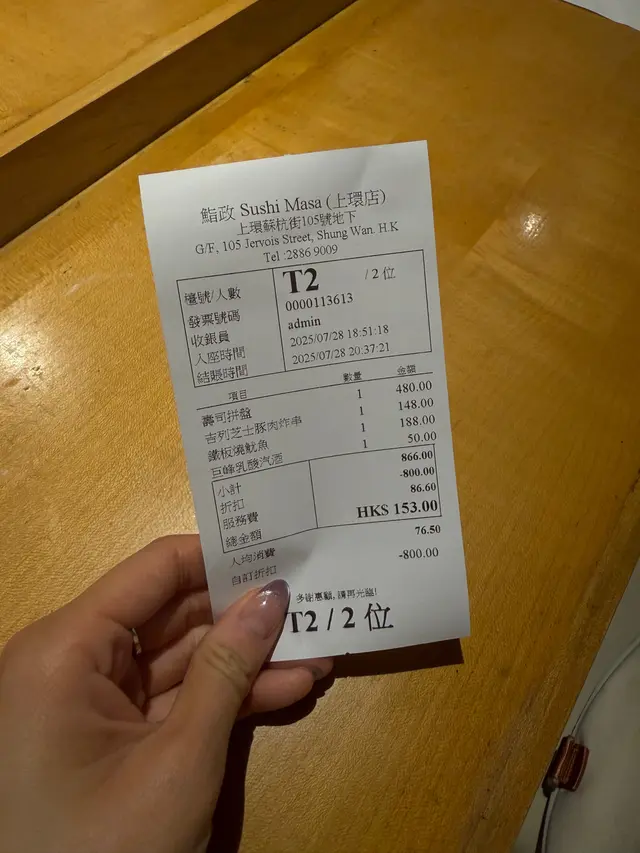 鮨政 Sushi Masa (上環店)
上環蘇杭街105號地下
G/F, 105 Jervois Street, Shung Wan. H.K
Tel :2886 9009
檯號/人數 T2 / 2 位
發票號碼 0000113613
收銀員 admin
入座時間 2025/07/28 18:51:18
結賬時間 2025/07/28 20:37:21
項目 數量 金額
壽司拼盤 1 480.00
吉列芝士豚肉炸串 1 148.00
鐵板燒魷魚 1 188.00
巨峰乳酸汽酒 1 50.00
小計 866.00
折扣 -800.00
服務費 86.60
總金額 HK$ 153.00
人均消費 76.50
自訂折扣 -800.00
多謝惠顧, 請再光臨!
T2 / 2 位